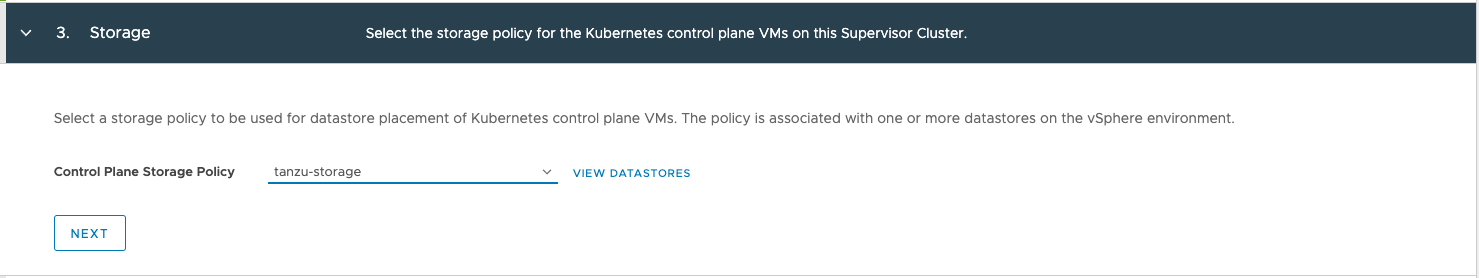 3. Storage Select the storage policy for the Kubernetes control plane VMs on this Supervisor Cluster.
Select a storage policy to be used for datastore placement of Kubernetes control plane VMs. The policy is associated with one or more datastores on the vSphere environment.
Control Plane Storage Policy tanzu-storage VIEW DATASTORES
NEXT